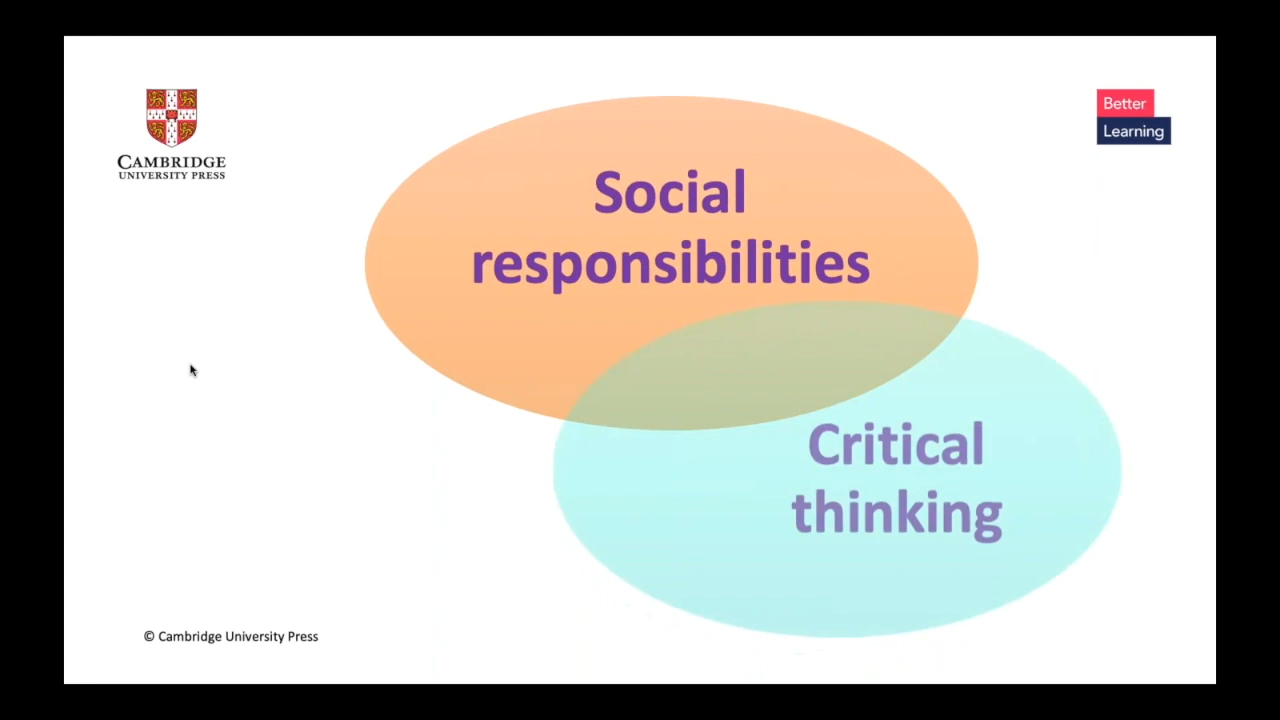 CAMBRIDGE
UNIVERSITY PRESS
Better
Learning
Social
responsibilities
Critical
thinking
© Cambridge University Press